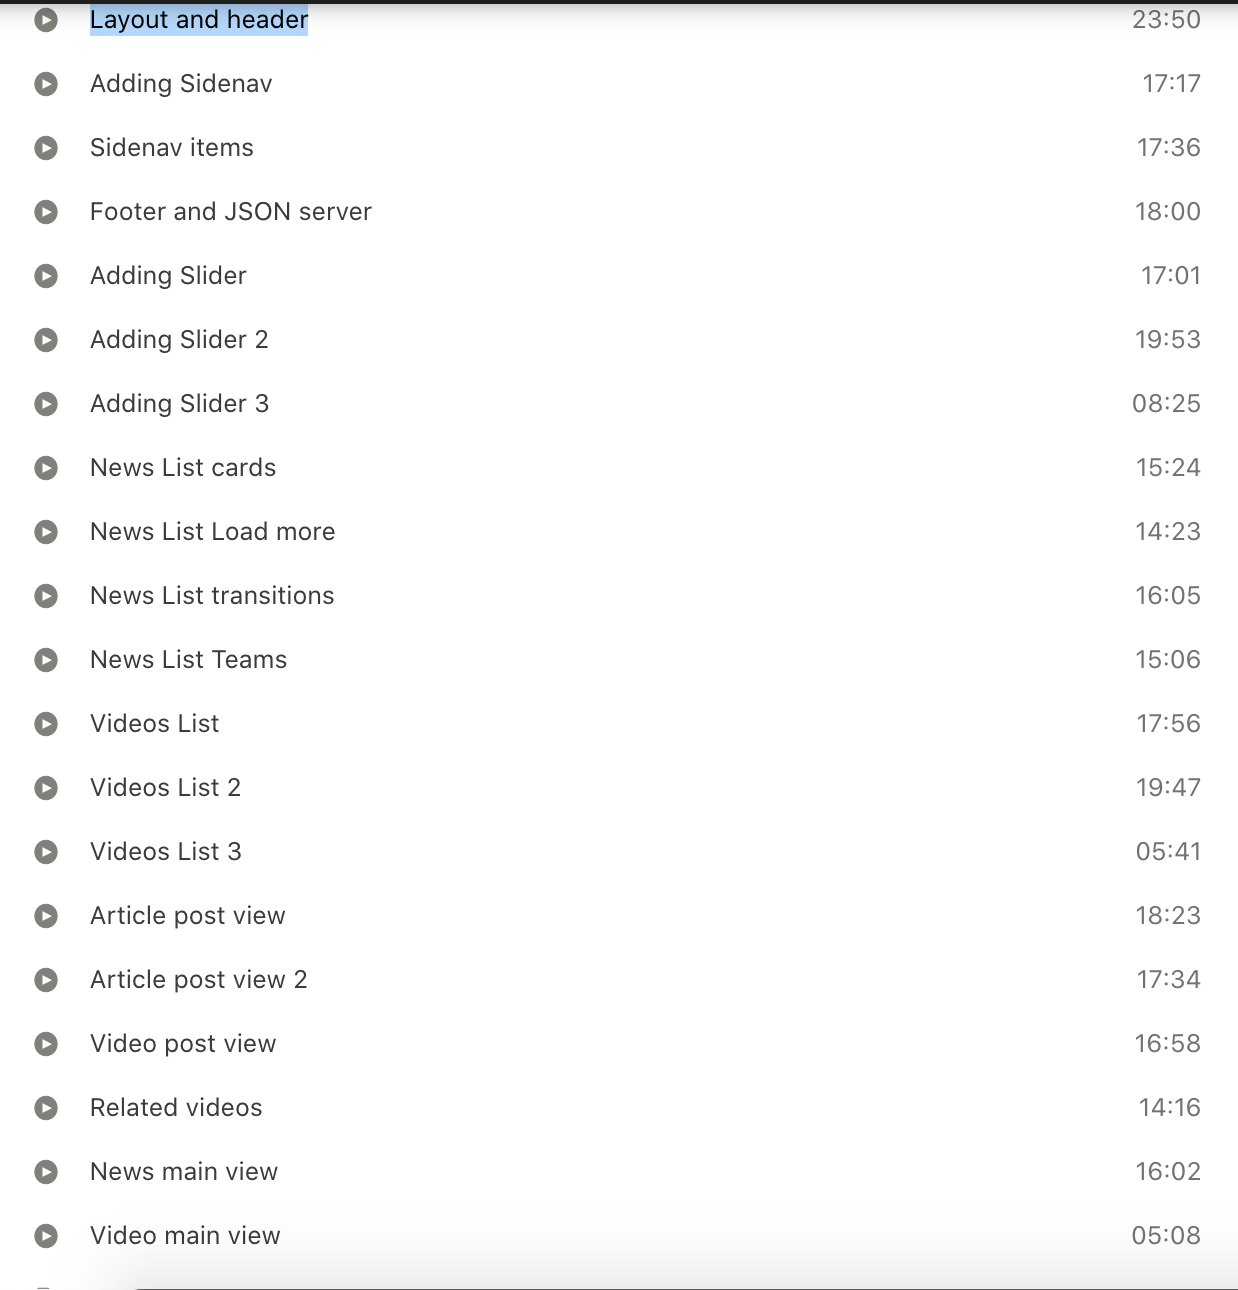 Layout and header 23:50
Adding Sidenav 17:17
Sidenav items 17:36
Footer and JSON server 18:00
Adding Slider 17:01
Adding Slider 2 19:53
Adding Slider 3 08:25
News List cards 15:24
News List Load more 14:23
News List transitions 16:05
News List Teams 15:06
Videos List 17:56
Videos List 2 19:47
Videos List 3 05:41
Article post view 18:23
Article post view 2 17:34
Video post view 16:58
Related videos 14:16
News main view 16:02
Video main view 05:08